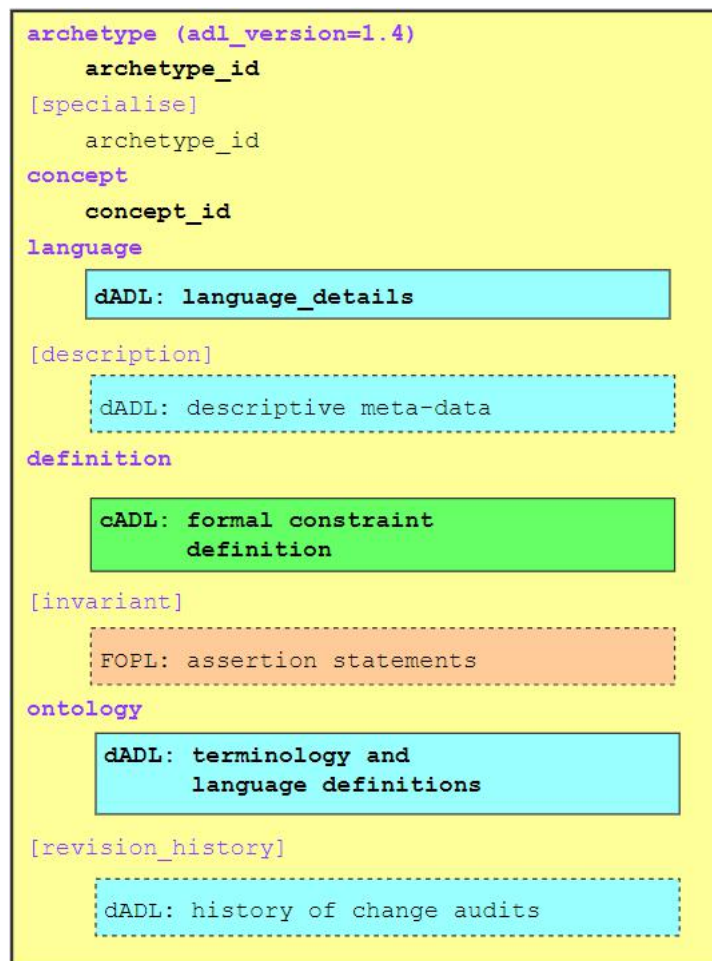 archetype (adl_version=1.4)
archetype_id
[specialise]
archetype_id
concept
concept_id
language
dADL: language_details
[description]
dADL: descriptive meta-data
definition
cADL: formal constraint
definition
[invariant]
FOPL: assertion statements
ontology
dADL: terminology and
language definitions
[revision_history]
dADL: history of change audits